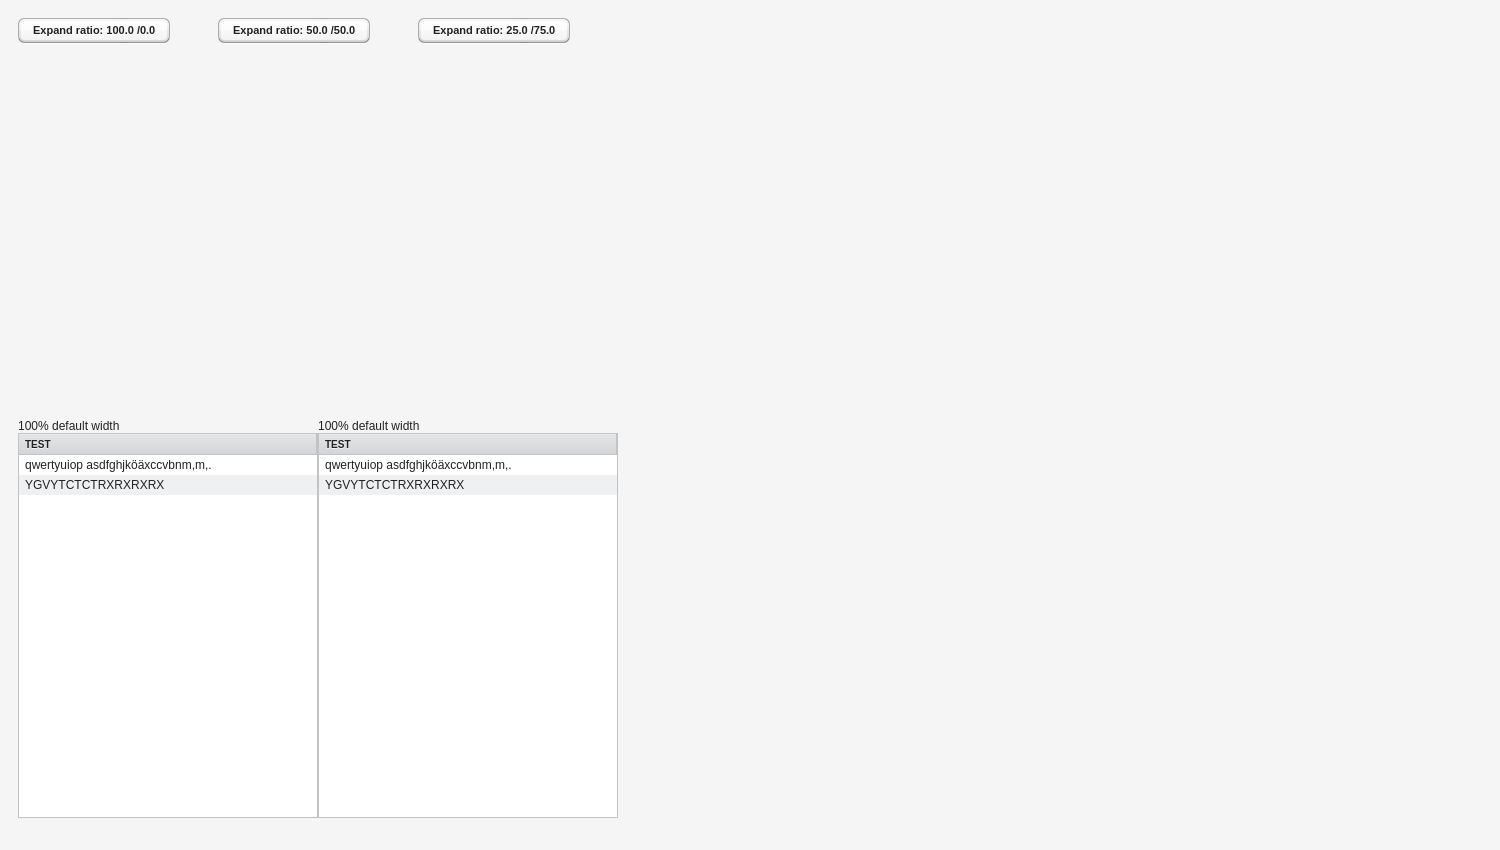 Expand ratio: 100.0 /0.0 Expand ratio: 50.0 /50.0 Expand ratio: 25.0 /75.0
100% default width 100% default width
TEST TEST
qwertyuiop asdfghjköäxccvbnm,m,. qwertyuiop asdfghjköäxccvbnm,m,.
YGVYTCTCTRXRXRXRX YGVYTCTCTRXRXRXRX